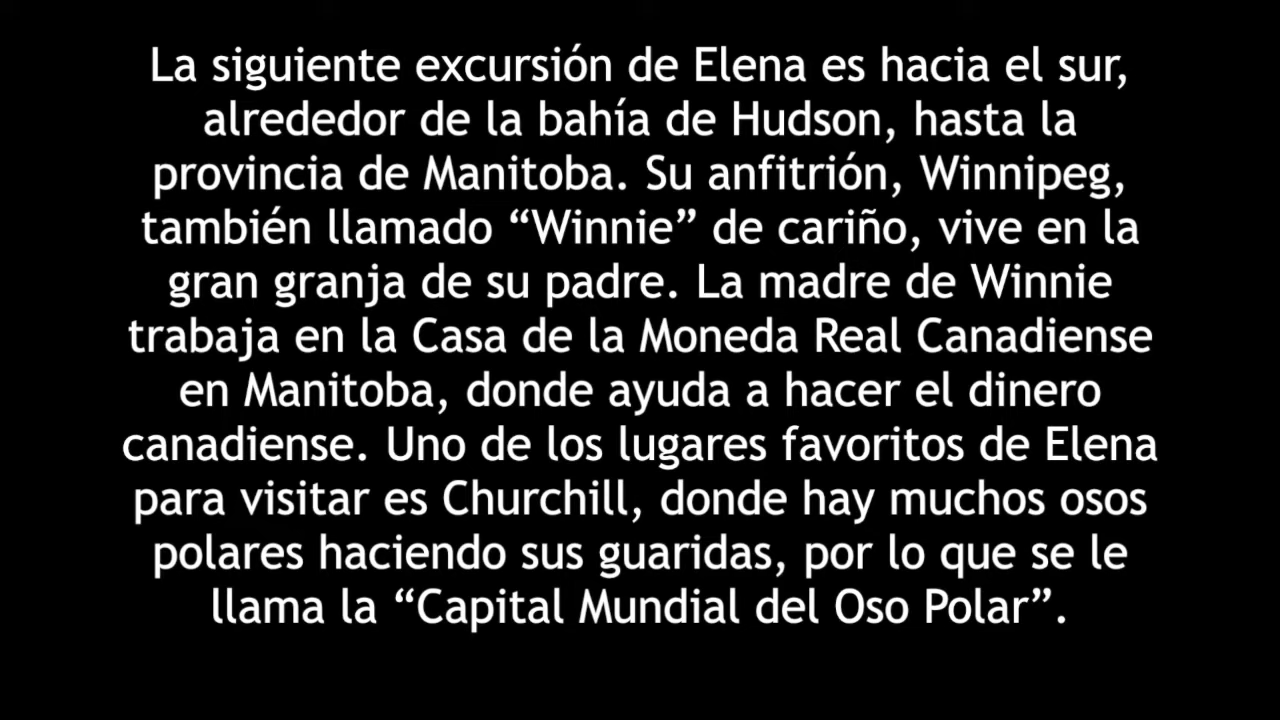 La siguiente excursión de Elena es hacia el sur,
alrededor de la bahía de Hudson, hasta la
provincia de Manitoba. Su anfitrión, Winnipeg,
también llamado “Winnie” de cariño, vive en la
gran granja de su padre. La madre de Winnie
trabaja en la Casa de la Moneda Real Canadiense
en Manitoba, donde ayuda a hacer el dinero
canadiense. Uno de los lugares favoritos de Elena
para visitar es Churchill, donde hay muchos osos
polares haciendo sus guaridas, por lo que se le
llama la “Capital Mundial del Oso Polar”.